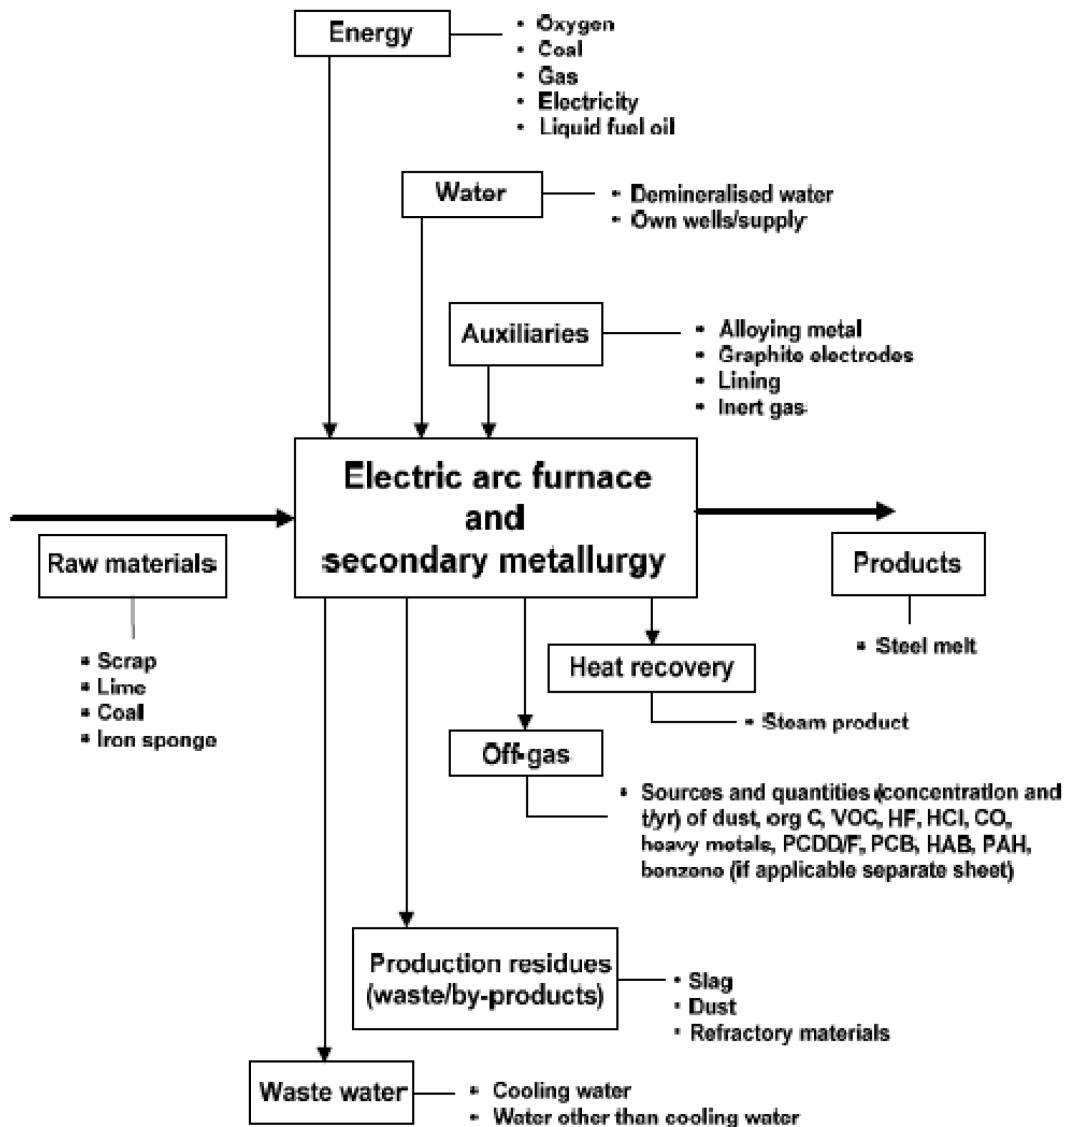 Energy
• Oxygen
• Coal
• Gas
• Electricity
• Liquid fuel oil
Water
• Demineralised water
• Own wells/supply
Auxiliaries
• Alloying metal
• Graphite electrodes
• Lining
• Inert gas
Electric arc furnace
and
secondary metallurgy
Raw materials
• Scrap
• Lime
• Coal
• Iron sponge
Products
• Steel melt
Heat recovery
• Steam product
Off-gas
• Sources and quantities (concentration and
t/yr) of dust, org C, VOC, HF, HCl, CO,
heavy metals, PCDD/F, PCB, HAB, PAH,
benzene (if applicable separate sheet)
Production residues
(waste/by-products)
• Slag
• Dust
• Refractory materials
Waste water
• Cooling water
• Water other than cooling water